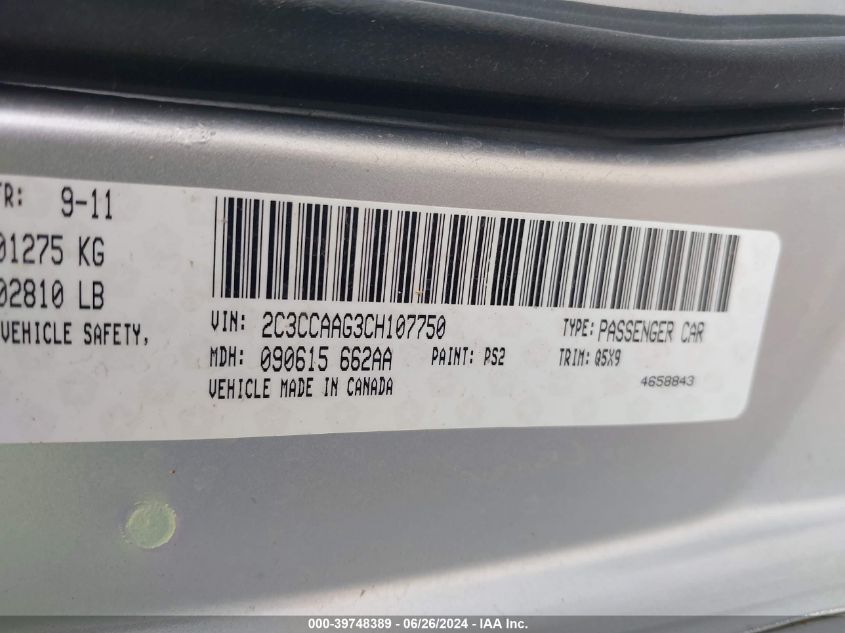 TR: 9-11
01275 KG
02810 LB
VEHICLE SAFETY,
VIN: 2C3CCAAG3CH107750 TYPE: PASSENGER CAR
MDH: 090615 662AA PAINT: PS2 TRIM: Q5X9
VEHICLE MADE IN CANADA 4658843
000-39748389 - 06/26/2024 - IAA Inc.